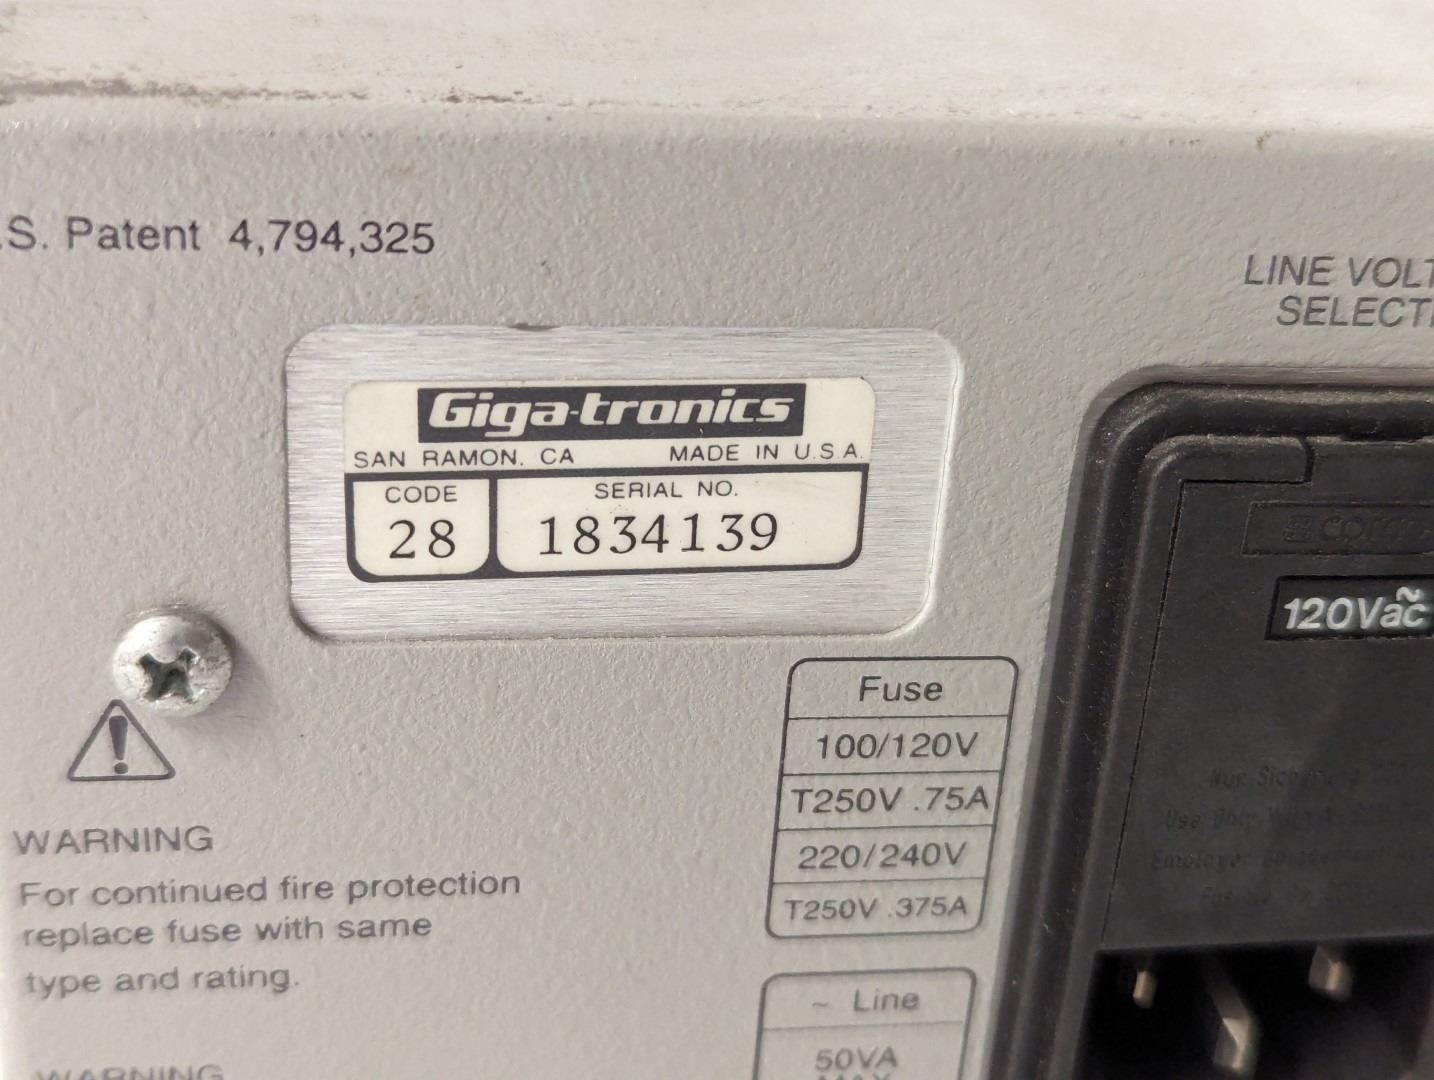 .S. Patent 4,794,325
LINE VOLT
SELECT
Giga-tronics
SAN RAMON, CA MADE IN U.S.A.
CODE SERIAL NO.
28 1834139
120Vac
Fuse
100/120V
T250V .75A
220/240V
T250V .375A
WARNING
For continued fire protection
replace fuse with same
type and rating.
~ Line
50VA
MAX
WARNING